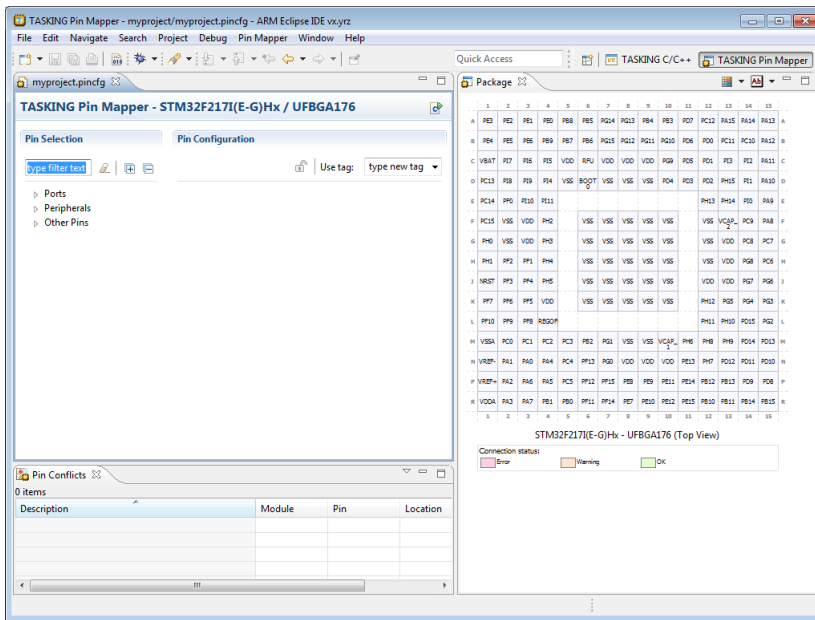 TASKING Pin Mapper - myproject/myproject.pincfg - ARM Eclipse IDE vx.yrz
File Edit Navigate Search Project Debug Pin Mapper Window Help
Quick Access
TASKING C/C++
TASKING Pin Mapper
myproject.pincfg
TASKING Pin Mapper - STM32F217I(E-G)Hx / UFBGA176
Pin Selection
Pin Configuration
type filter text
Use tag: type new tag
Ports
Peripherals
Other Pins
Pin Conflicts
0 items
Description Module Pin Location
Package
1 2 3 4 5 6 7 8 9 10 11 12 13 14 15
A PE3 PE2 PE1 PE0 PB8 PB5 PG14 PG13 PB4 PB3 PD7 PC12 PA15 PA14 PA13 A
B PE4 PE5 PE6 PB9 PB7 PB6 PG15 PG12 PG11 PG10 PD6 PD0 PC11 PC10 PA12 B
C VBAT PI7 PI6 PI5 VDD RFU VDD VDD VDD PG9 PD5 PD1 PI3 PI2 PA11 C
D PC13 PI8 PI9 PI4 VSS BOOT0 VSS VSS VSS PD4 PD3 PD2 PH15 PI1 PA10 D
E PC14 PF0 PI10 PI11 PH13 PH14 PI0 PA9 E
F PC15 VSS VDD PH2 VSS VSS VSS VSS VSS VSS VCAP_2 PC9 PA8 F
G PH0 VSS VDD PH3 VSS VSS VSS VSS VSS VSS VDD PC8 PC7 G
H PH1 PF2 PF1 PH4 VSS VSS VSS VSS VSS VSS VDD PG8 PC6 H
J NRST PF3 PF4 PH5 VSS VSS VSS VSS VSS VDD VDD PG7 PG6 J
K PF7 PF6 PF5 VDD VSS VSS VSS VSS VSS PH12 PG5 PG4 PG3 K
L PF10 PF9 PF8 REGOF PH11 PH10 PD15 PG2 L
M VSSA PC0 PC1 PC2 PC3 PB2 PG1 VSS VSS VCAP_1 PH6 PH8 PH9 PD14 PD13 M
N VREF- PA1 PA0 PA4 PC4 PF13 PG0 VDD VDD VDD PE13 PH7 PD12 PD11 PD10 N
P VREF+ PA2 PA6 PA5 PC5 PF12 PF15 PE8 PE9 PE11 PE14 PB12 PB13 PD9 PD8 P
R VDDA PA3 PA7 PB1 PB0 PF11 PF14 PE7 PE10 PE12 PE15 PB10 PB11 PB14 PB15 R
1 2 3 4 5 6 7 8 9 10 11 12 13 14 15
STM32F217I(E-G)Hx - UFBGA176 (Top View)
Connection status:
Error Warning OK